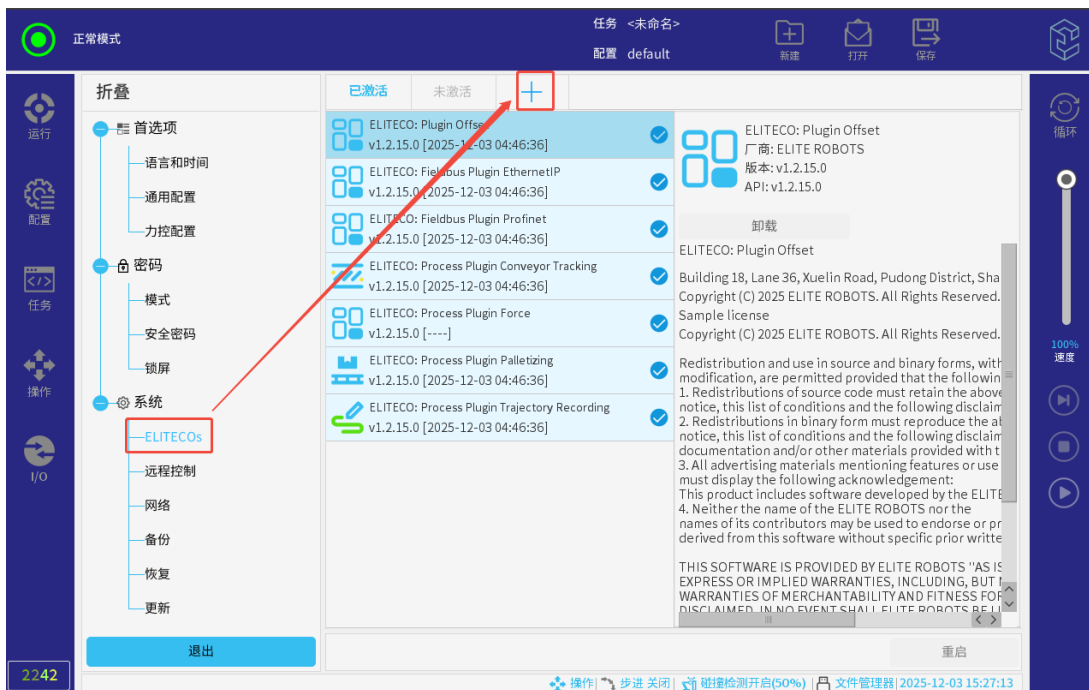 正常模式
任务 <未命名>
配置 default
新建
打开
保存
运行
配置
任务
操作
I/O
2242
折叠
首选项
语言和时间
通用配置
力控配置
密码
模式
安全密码
锁屏
系统
ELITECOs
远程控制
网络
备份
恢复
更新
退出
已激活
未激活
ELITECO: Plugin Offset
v1.2.15.0 [2025-12-03 04:46:36]
ELITECO: Fieldbus Plugin EthernetIP
v1.2.15.0 [2025-12-03 04:46:36]
ELITECO: Fieldbus Plugin Profinet
v1.2.15.0 [2025-12-03 04:46:36]
ELITECO: Process Plugin Conveyor Tracking
v1.2.15.0 [2025-12-03 04:46:36]
ELITECO: Process Plugin Force
v1.2.15.0 [----]
ELITECO: Process Plugin Palletizing
v1.2.15.0 [2025-12-03 04:46:36]
ELITECO: Process Plugin Trajectory Recording
v1.2.15.0 [2025-12-03 04:46:36]
ELITECO: Plugin Offset
厂商: ELITE ROBOTS
版本: v1.2.15.0
API: v1.2.15.0
卸载
ELITECO: Plugin Offset
Building 18, Lane 36, Xuelin Road, Pudong District, Sha
Copyright (C) 2025 ELITE ROBOTS. All Rights Reserved.
Sample license
Copyright (C) 2025 ELITE ROBOTS. All Rights Reserved.
Redistribution and use in source and binary forms, with
modification, are permitted provided that the followin
1. Redistributions of source code must retain the above
notice, this list of conditions and the following disclaim
2. Redistributions in binary form must reproduce the ab
notice, this list of conditions and the following disclaim
documentation and/or other materials provided with t
3. All advertising materials mentioning features or use
must display the following acknowledgement:
This product includes software developed by the ELITE
4. Neither the name of the ELITE ROBOTS nor the
names of its contributors may be used to endorse or pr
derived from this software without specific prior writte
THIS SOFTWARE IS PROVIDED BY ELITE ROBOTS "AS IS
EXPRESS OR IMPLIED WARRANTIES, INCLUDING, BUT N
WARRANTIES OF MERCHANTABILITY AND FITNESS FOR
DISCLAIMED. IN NO EVENT SHALL ELITE ROBOTS BE LI
重启
循环
100%
速度
操作| 步进 关闭| 碰撞检测开启(50%) | 文件管理器| 2025-12-03 15:27:13